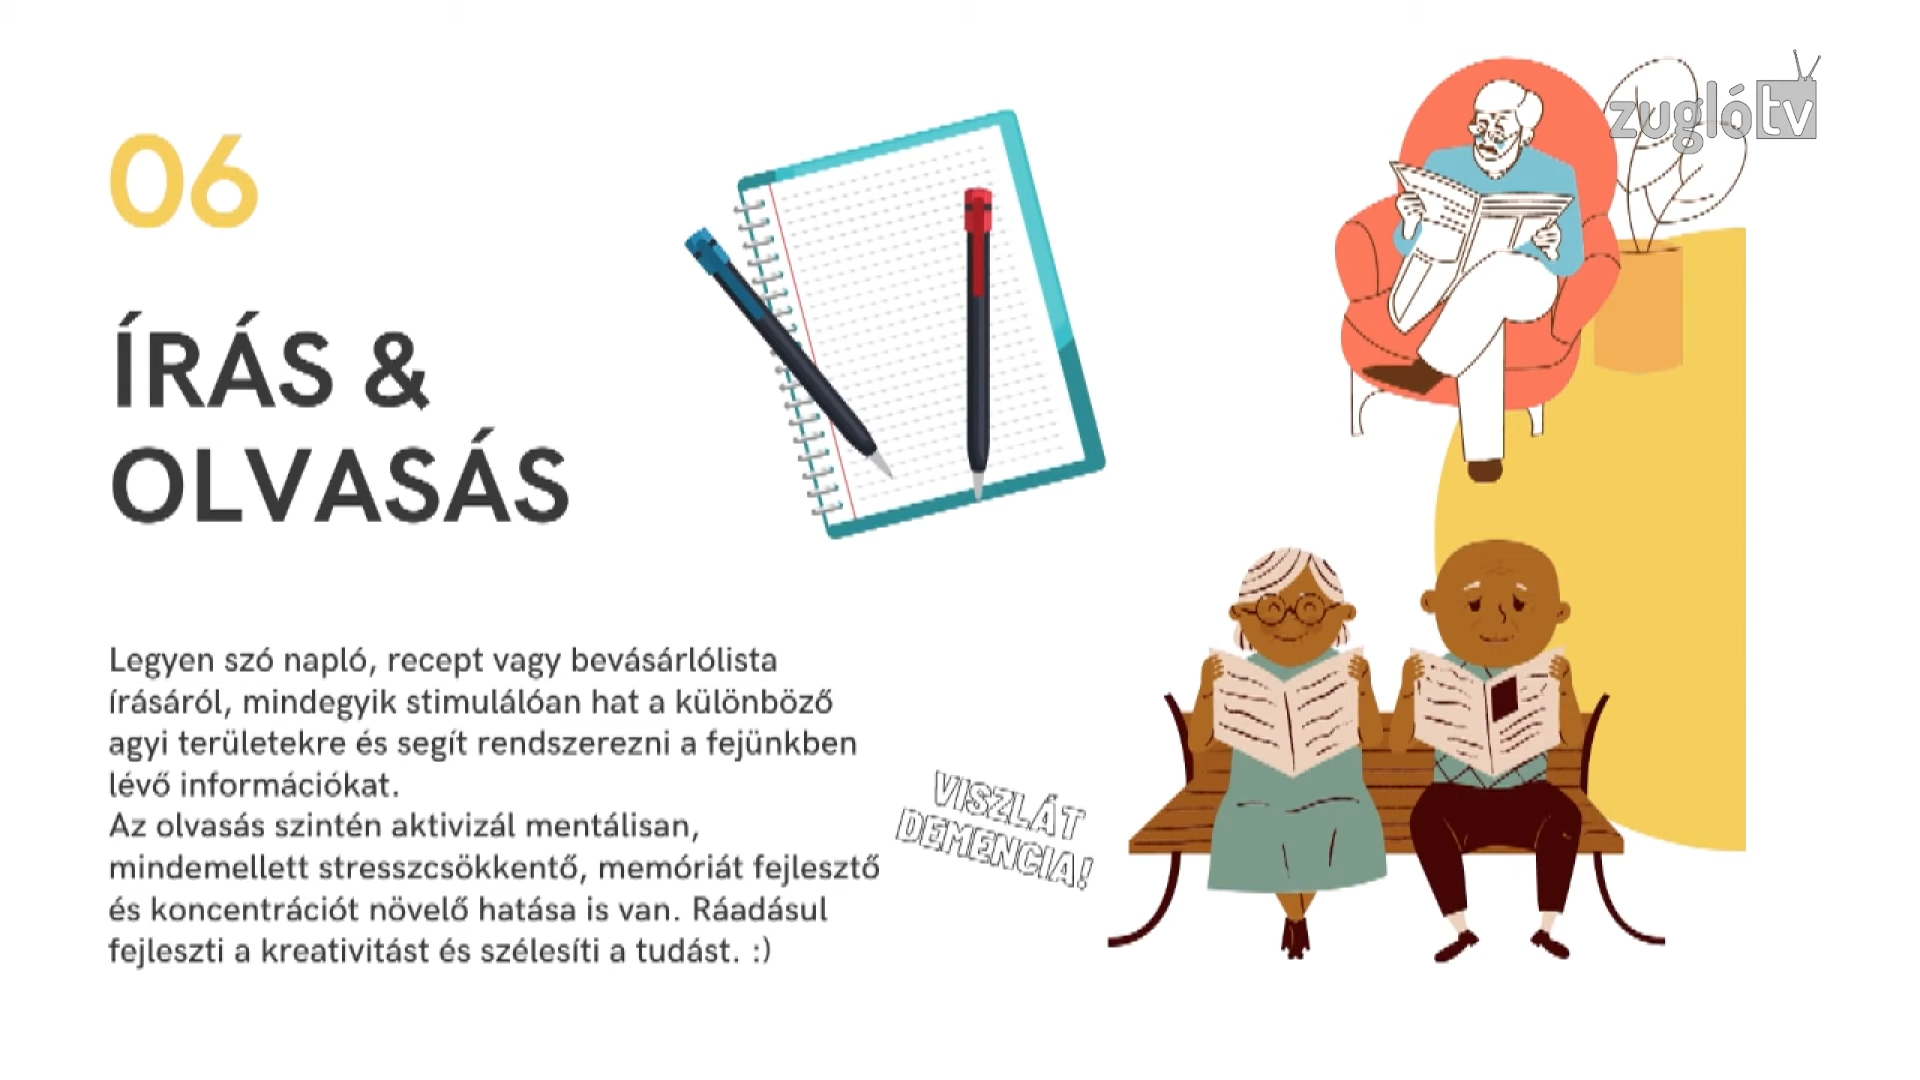 zuglótv
06
ÍRÁS &
OLVASÁS
Legyen szó napló, recept vagy bevásárlólista
írásáról, mindegyik stimulálóan hat a különböző
agyi területekre és segít rendszerezni a fejünkben
lévő információkat.
Az olvasás szintén aktivizál mentálisan,
mindemellett stresszcsökkentő, memóriát fejlesztő
és koncentrációt növelő hatása is van. Ráadásul
fejleszti a kreativitást és szélesíti a tudást. :)
VISZLÁT
DEMENCIA!